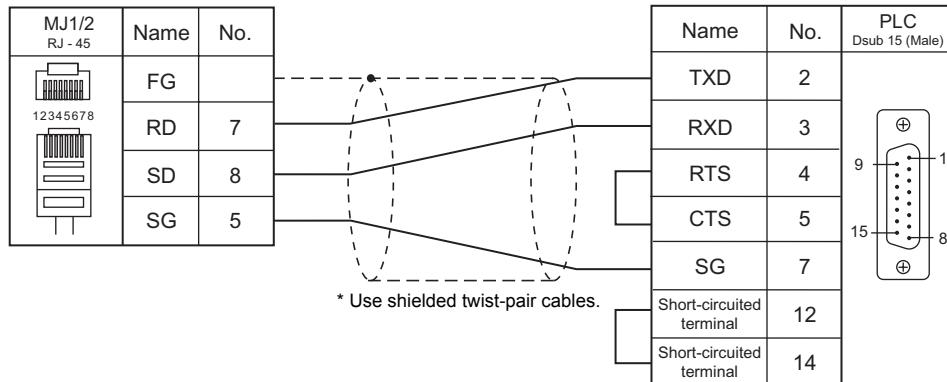 MJ1/2
RJ - 45
Name
No.
12345678
FG
RD 7
SD 8
SG 5
* Use shielded twist-pair cables.
Name
No.
PLC
Dsub 15 (Male)
TXD 2
RXD 3
RTS 4
CTS 5
SG 7
Short-circuited
terminal
12
Short-circuited
terminal
14
9
1
15
8